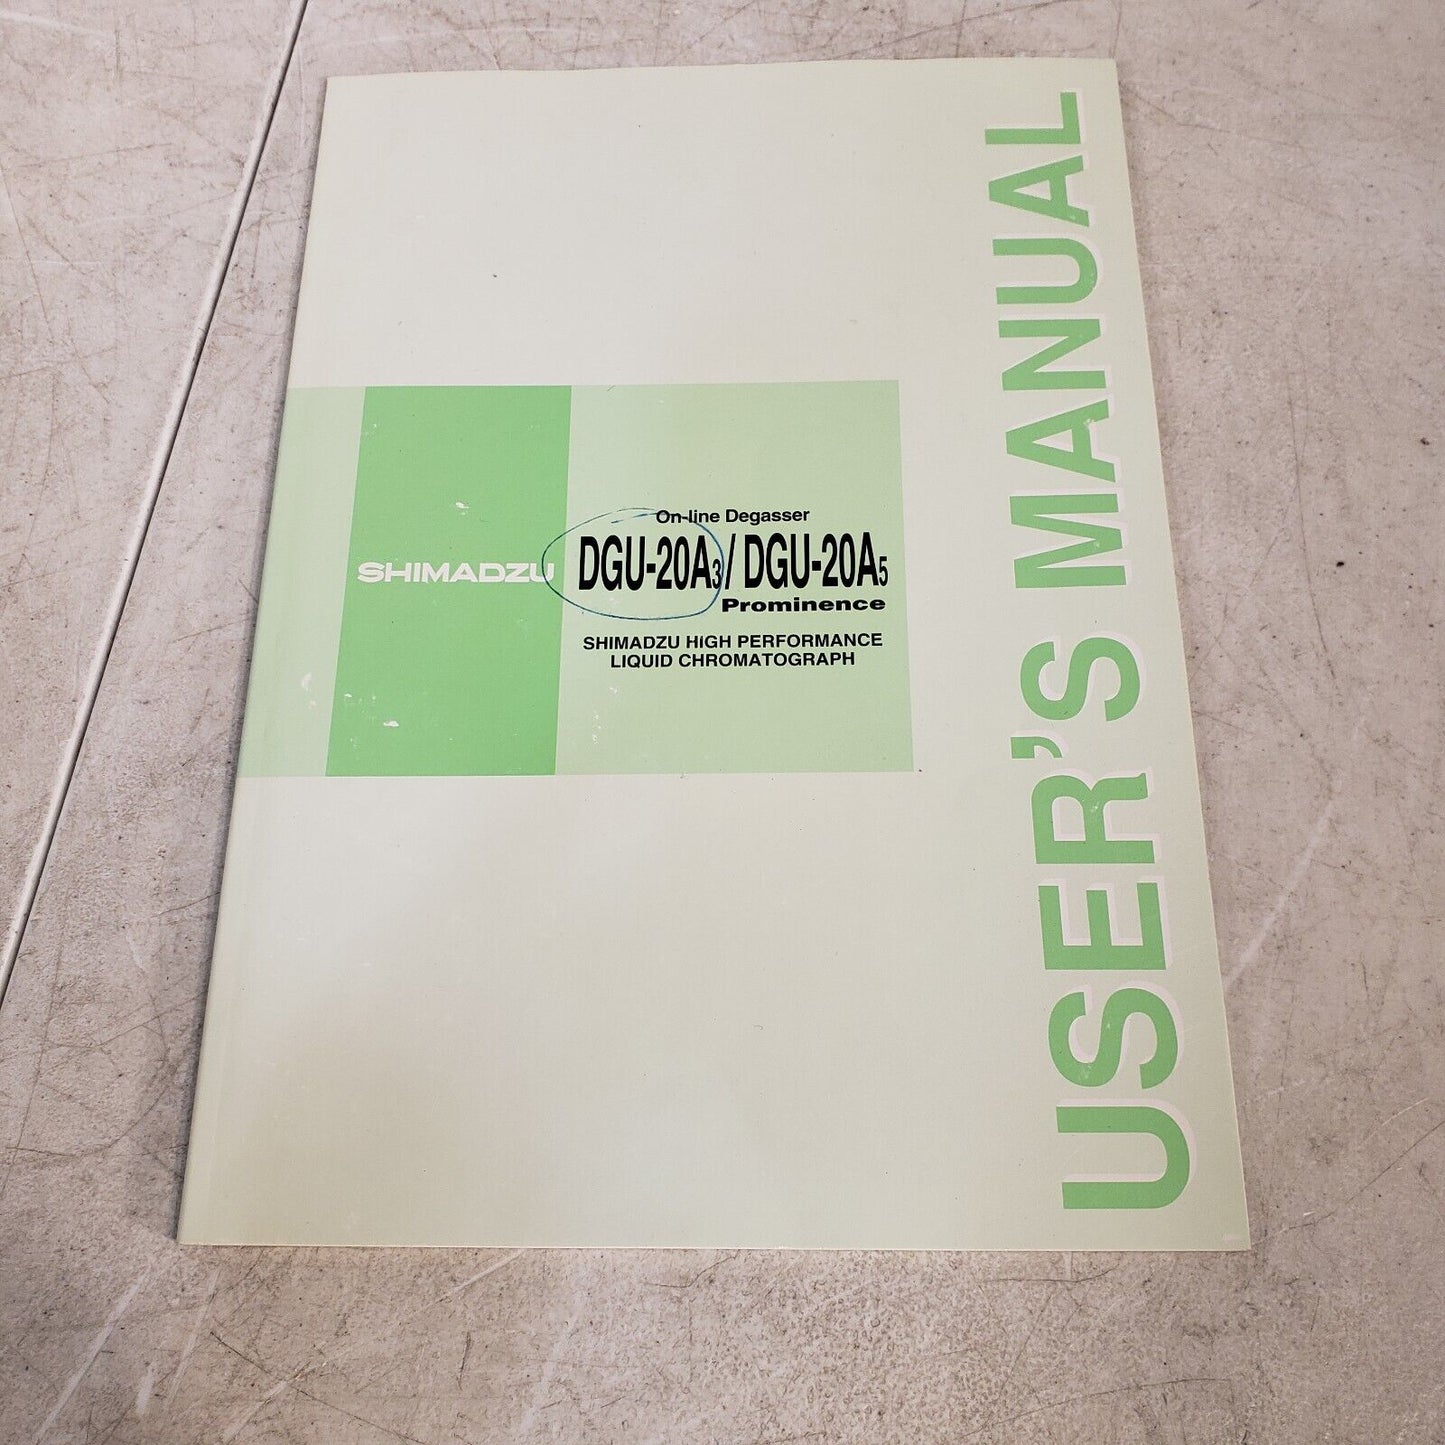 SHIMADZU
On-line Degasser
DGU-20A3 / DGU-20A5
Prominence
SHIMADZU HIGH PERFORMANCE
LIQUID CHROMATOGRAPH
USER'S MANUAL